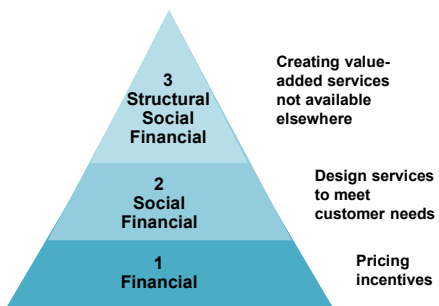 3
Structural
Social
Financial
Creating value-
added services
not available
elsewhere
2
Social
Financial
Design services
to meet
customer needs
1
Financial
Pricing
incentives